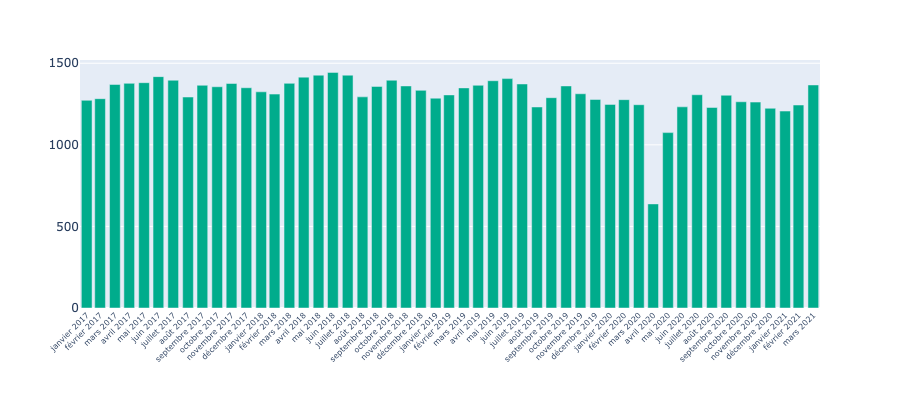 1500
1000
500
0
janvier 2017
février 2017
mars 2017
avril 2017
mai 2017
juin 2017
juillet 2017
août 2017
septembre 2017
octobre 2017
novembre 2017
décembre 2017
janvier 2018
février 2018
mars 2018
avril 2018
mai 2018
juin 2018
juillet 2018
août 2018
septembre 2018
octobre 2018
novembre 2018
décembre 2018
janvier 2019
février 2019
mars 2019
avril 2019
mai 2019
juin 2019
juillet 2019
août 2019
septembre 2019
octobre 2019
novembre 2019
décembre 2019
janvier 2020
février 2020
mars 2020
avril 2020
mai 2020
juin 2020
juillet 2020
août 2020
septembre 2020
octobre 2020
novembre 2020
décembre 2020
janvier 2021
février 2021
mars 2021